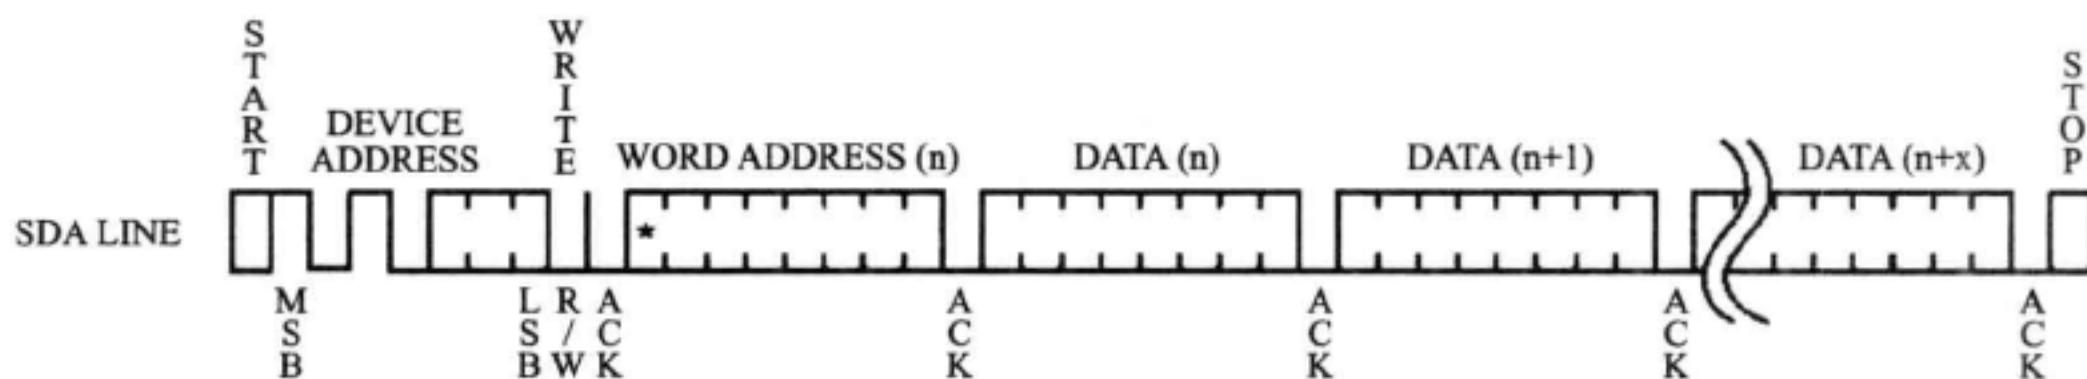 START
WRITE
STOP
DEVICE
ADDRESS
WORD ADDRESS (n)
DATA (n)
DATA (n+1)
DATA (n+x)
SDA LINE
*
MSB
LSB
R/W
ACK
ACK
ACK
ACK
ACK